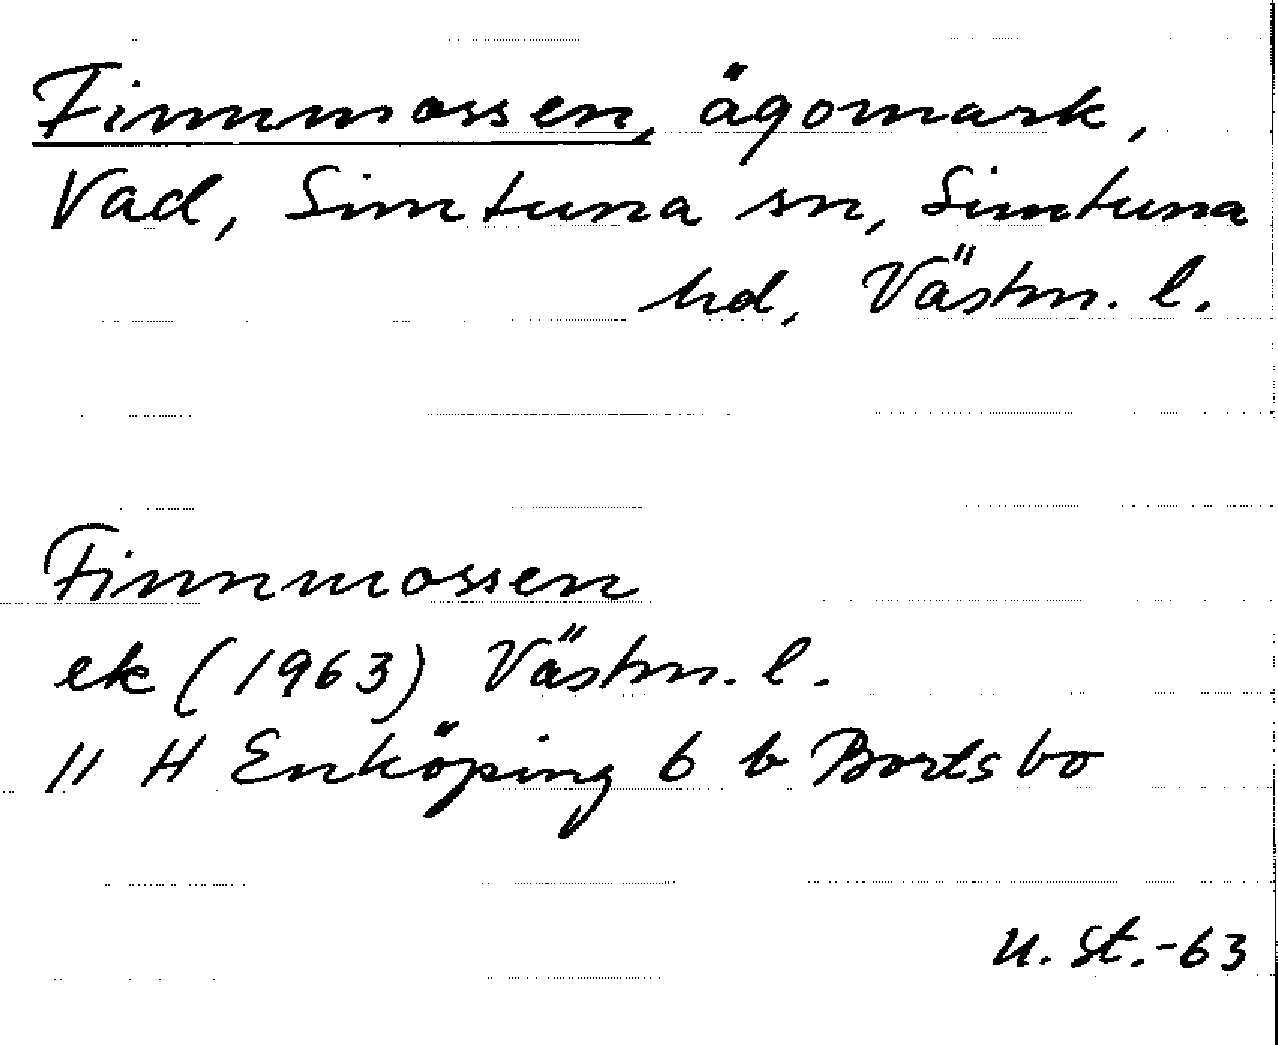 Finnmossen, ägomark,
Vad, Simtuna sn, Simtuna
hd, Västm. l.
Finnmossen
ek (1963) Västm. l.
11 H Enköping 6 b Bortsbo
U. St.-63